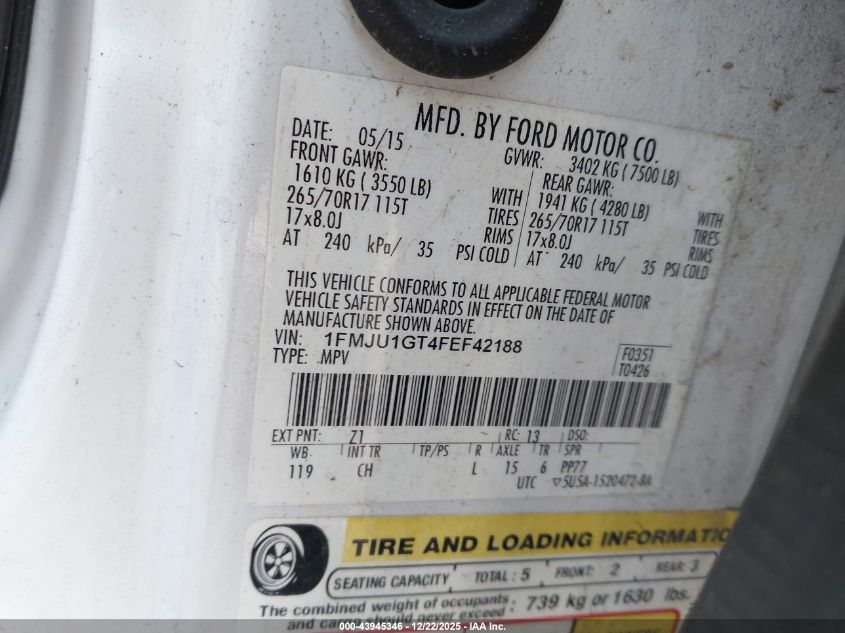 MFD. BY FORD MOTOR CO.
DATE: 05/15 GVWR: 3402 KG ( 7500 LB)
FRONT GAWR: REAR GAWR:
1610 KG ( 3550 LB) WITH 1941 KG ( 4280 LB) WITH
265/70R17 115T TIRES 265/70R17 115T TIRES
17x8.0J RIMS 17x8.0J RIMS
AT 240 kPa/ 35 PSI COLD AT 240 kPa/ 35 PSI COLD
THIS VEHICLE CONFORMS TO ALL APPLICABLE FEDERAL MOTOR
VEHICLE SAFETY STANDARDS IN EFFECT ON THE DATE OF
MANUFACTURE SHOWN ABOVE.
VIN: 1FMJU1GT4FEF42188
TYPE: MPV
F0351
T0426
EXT PNT: Z1 RC: 13 DSO:
WB INT TR TP/PS R AXLE TR SPR
119 CH L 15 6 PP77
UTC ▽5U5A-1520472-BA
TIRE AND LOADING INFORMATIO
SEATING CAPACITY TOTAL : 5 FRONT: 2 REAR: 3
The combined weight of occupants : 739 kg or 1630 lbs.
and should never exceed
000-43945346 - 12/22/2025 - IAA Inc.